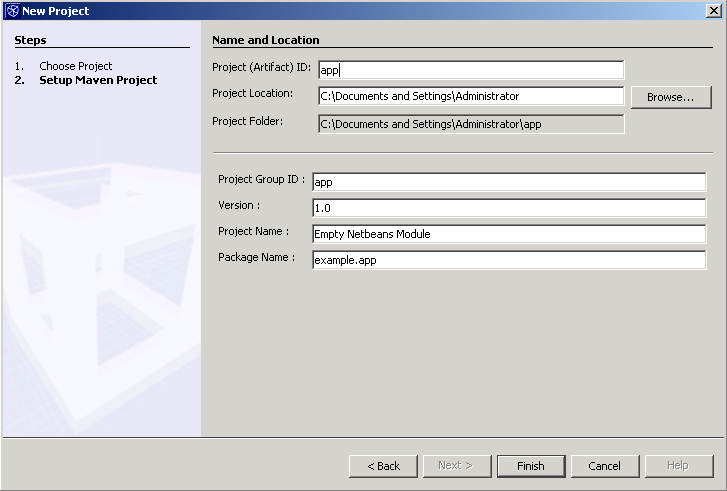 New Project
Steps
1. Choose Project
2. Setup Maven Project
Name and Location
Project (Artifact) ID: app
Project Location: C:\Documents and Settings\Administrator Browse...
Project Folder: C:\Documents and Settings\Administrator\app
Project Group ID : app
Version : 1.0
Project Name : Empty Netbeans Module
Package Name : example.app
< Back Next > Finish Cancel Help